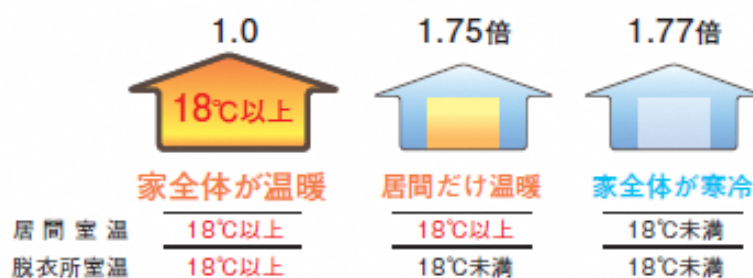 1.0 1.75倍 1.77倍
18℃以上
家全体が温暖 居間だけ温暖 家全体が寒冷
居間室温 18℃以上 18℃以上 18℃未満
脱衣所室温 18℃以上 18℃未満 18℃未満